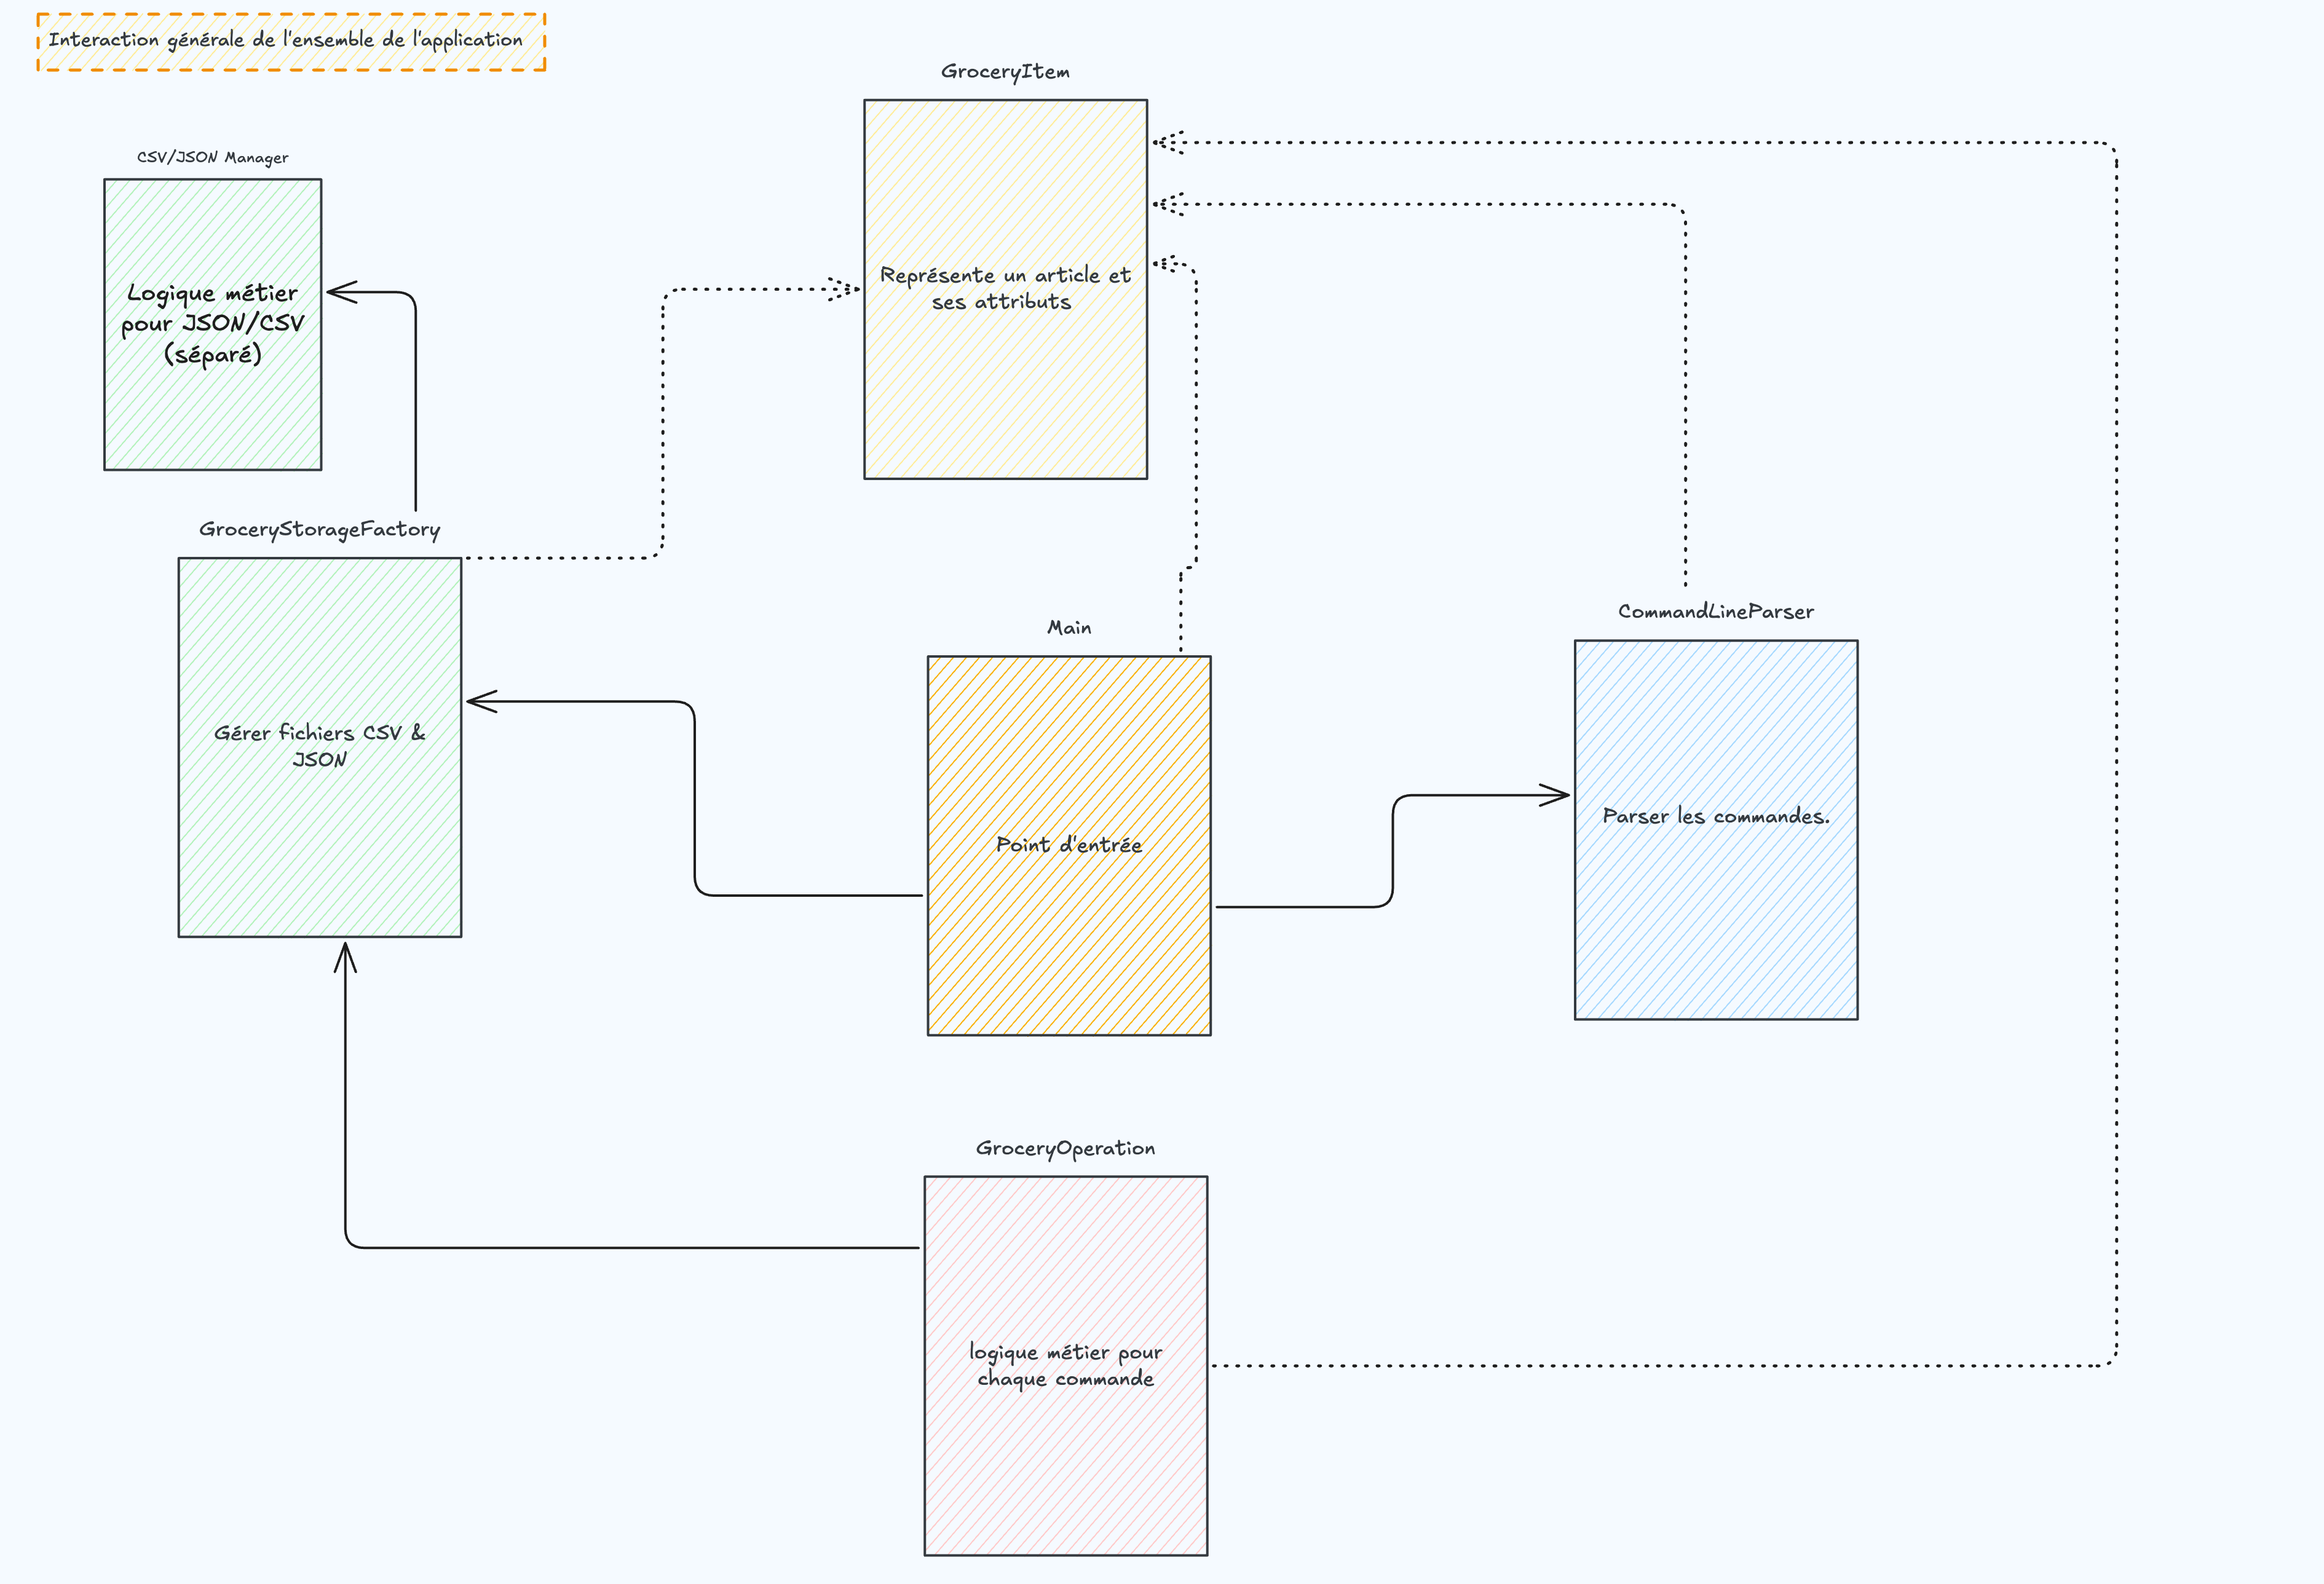 Interaction générale de l'ensemble de l'application
GroceryItem
Représente un article et
ses attributs
CSV/JSON Manager
Logique métier
pour JSON/CSV
(séparé)
GroceryStorageFactory
Gérer fichiers CSV &
JSON
Main
Point d'entrée
CommandLineParser
Parser les commandes.
GroceryOperation
logique métier pour
chaque commande